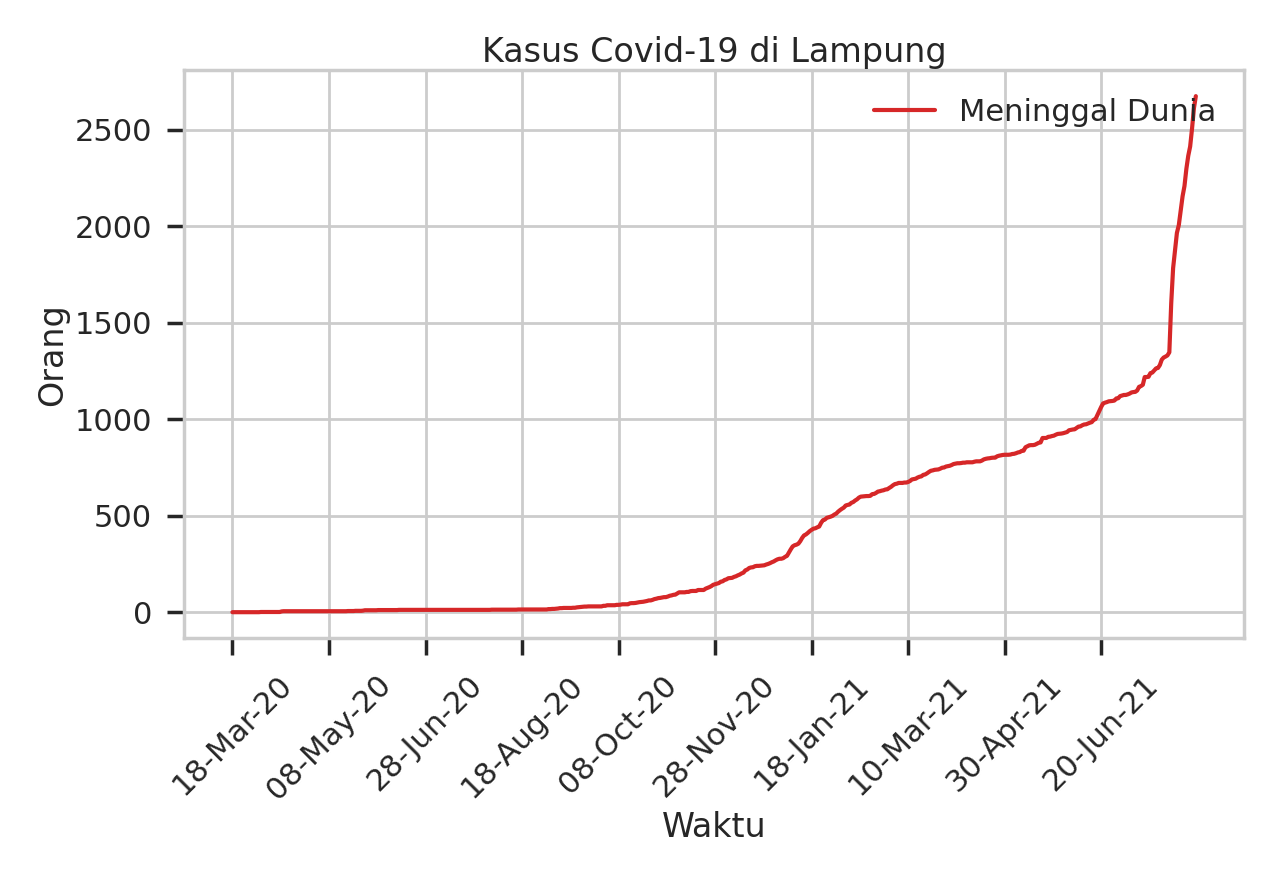 Kasus Covid-19 di Lampung
Meninggal Dunia
Orang
2500
2000
1500
1000
500
0
18-Mar-20
08-May-20
28-Jun-20
18-Aug-20
08-Oct-20
28-Nov-20
18-Jan-21
10-Mar-21
30-Apr-21
20-Jun-21
Waktu